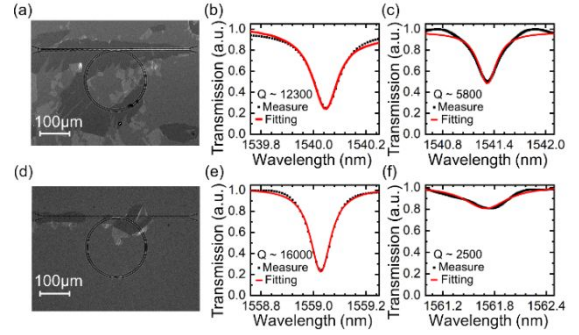 (a)
100μm
(b)
Transmission (a.u.)
1.0
0.8
0.6
0.4
0.2
0.0
Q ~ 12300
Measure
Fitting
1539.8 1540.0 1540.2
Wavelength (nm)
(c)
Transmission (a.u.)
1.0
0.8
0.6
0.4
0.2
0.0
Q ~ 5800
Measure
Fitting
1540.8 1541.4 1542.0
Wavelength (nm)
(d)
100μm
(e)
Transmission (a.u.)
1.0
0.8
0.6
0.4
0.2
0.0
Q ~ 16000
Measure
Fitting
1558.8 1559.0 1559.2
Wavelength (nm)
(f)
Transmission (a.u.)
1.0
0.8
0.6
0.4
0.2
0.0
Q ~ 2500
Measure
Fitting
1561.2 1561.8 1562.4
Wavelength (nm)